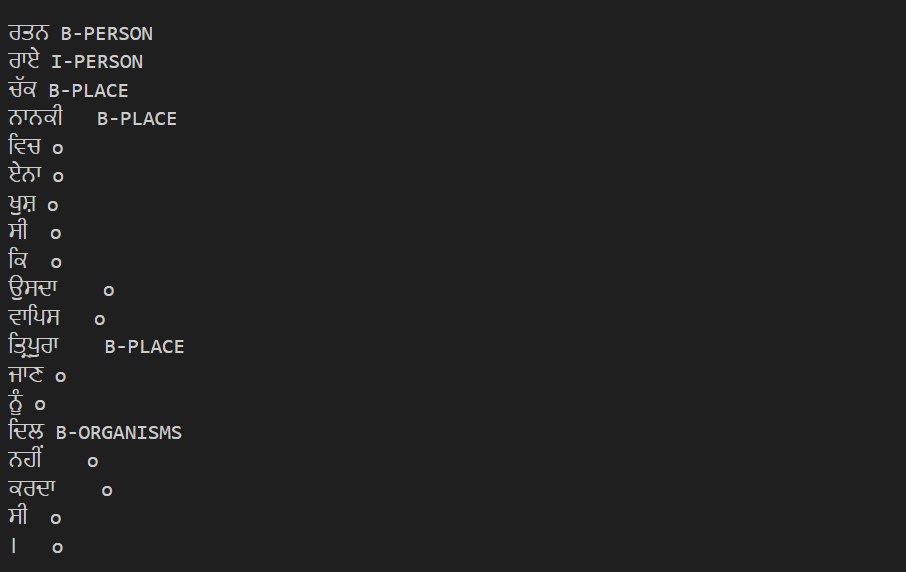 ਰਤਨ B-PERSON
ਰਾਏ I-PERSON
ਚੱਕ B-PLACE
ਨਾਨਕੀ B-PLACE
ਵਿਚ o
ਏਨਾ o
ਖੁਸ਼ o
ਸੀ o
ਕਿ o
ਉਸਦਾ o
ਵਾਪਿਸ o
ਤ੍ਰਿਪੁਰਾ B-PLACE
ਜਾਣ o
ਨੂੰ o
ਦਿਲ B-ORGANISMS
ਨਹੀਂ o
ਕਰਦਾ o
ਸੀ o
। o